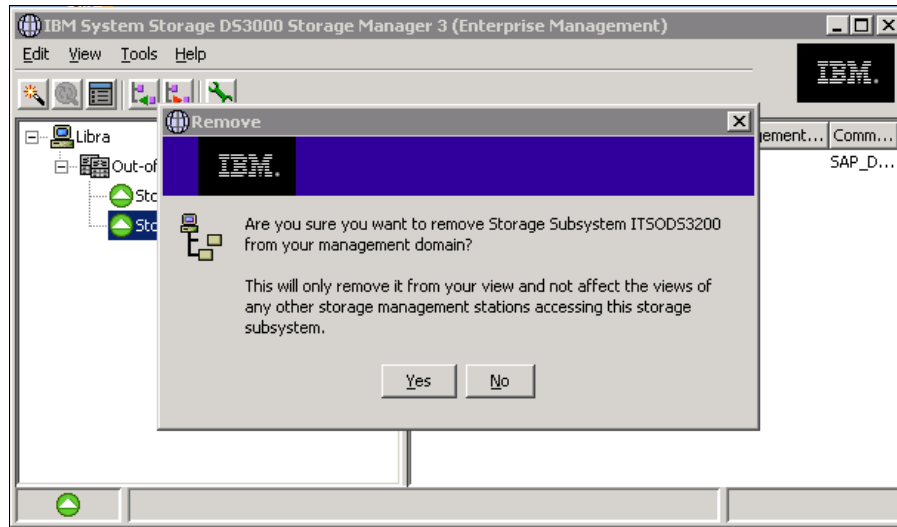 IBM System Storage DS3000 Storage Manager 3 (Enterprise Management)
Edit View Tools Help
IBM.
Remove
Libra
ement... Comm...
Out-of
IBM.
SAP_D...
Sto
Sto
Are you sure you want to remove Storage Subsystem ITSODS3200
from your management domain?
This will only remove it from your view and not affect the views of
any other storage management stations accessing this storage
subsystem.
Yes No